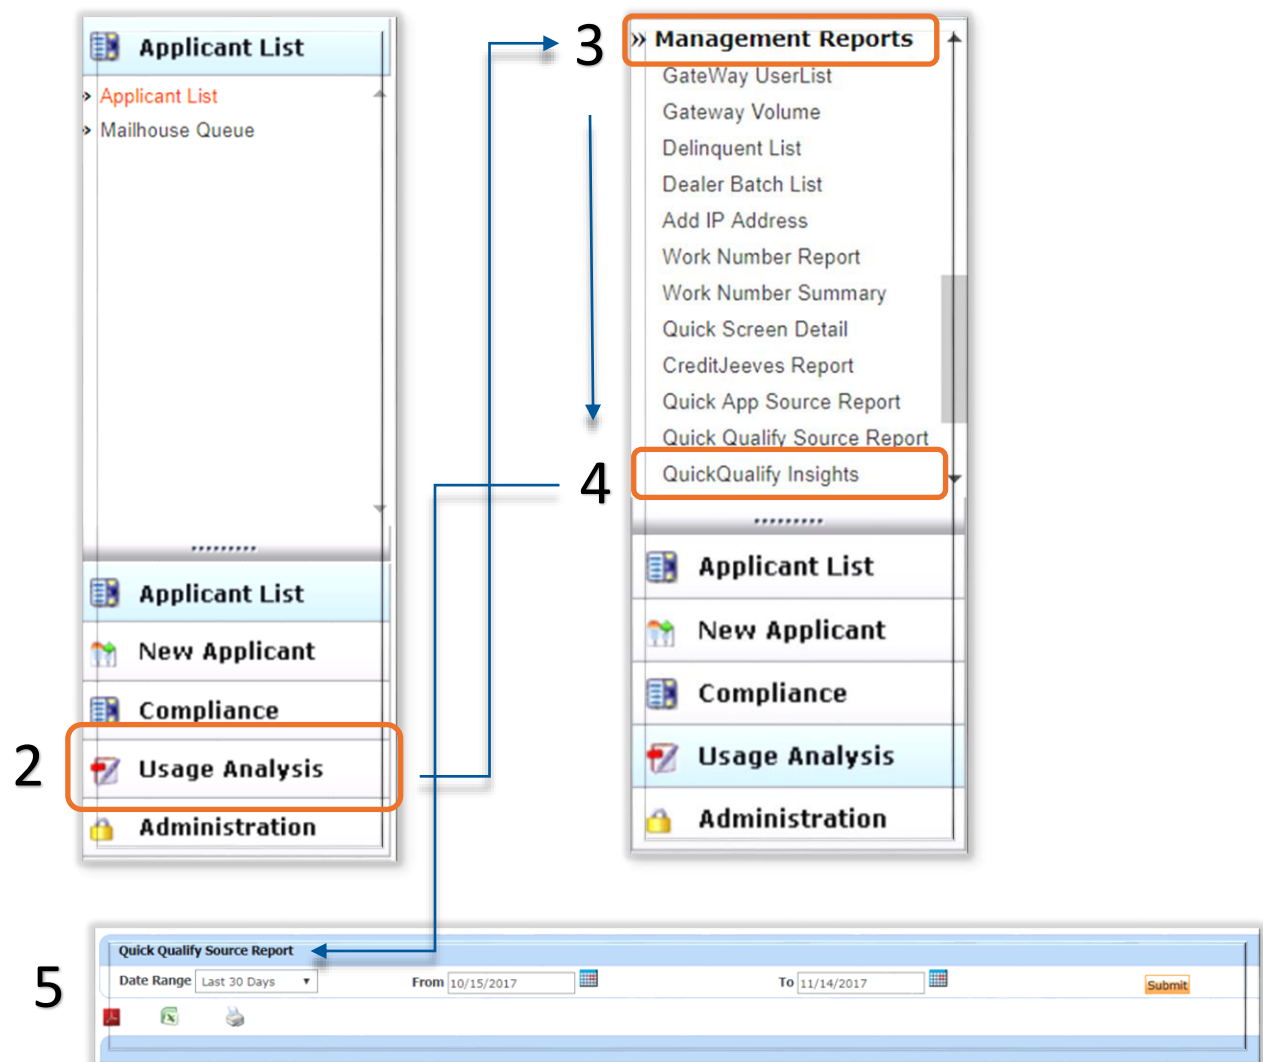 Applicant List
» Applicant List
» Mailhouse Queue
Applicant List
New Applicant
Compliance
2
Usage Analysis
Administration
3
» Management Reports
GateWay UserList
Gateway Volume
Delinquent List
Dealer Batch List
Add IP Address
Work Number Report
Work Number Summary
Quick Screen Detail
CreditJeeves Report
Quick App Source Report
Quick Qualify Source Report
4
QuickQualify Insights
Applicant List
New Applicant
Compliance
Usage Analysis
Administration
5
Quick Qualify Source Report
Date Range Last 30 Days From 10/15/2017 To 11/14/2017 Submit